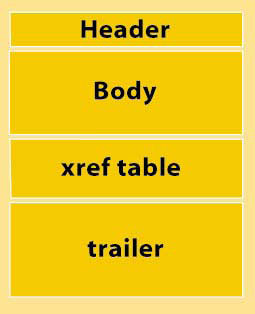 Header
Body
xref table
trailer